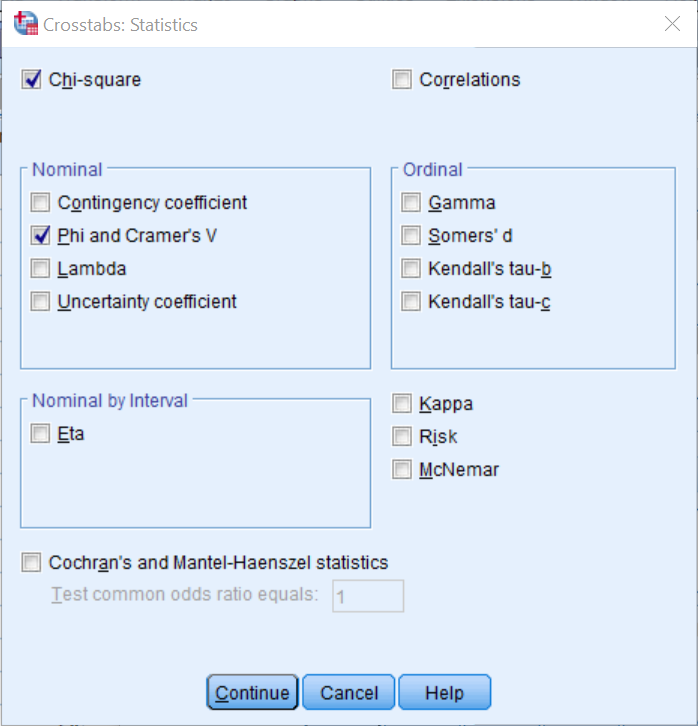 Crosstabs: Statistics
Chi-square
Correlations
Nominal
Contingency coefficient
Phi and Cramer's V
Lambda
Uncertainty coefficient
Ordinal
Gamma
Somers' d
Kendall's tau-b
Kendall's tau-c
Nominal by Interval
Eta
Kappa
Risk
McNemar
Cochran's and Mantel-Haenszel statistics
Test common odds ratio equals: 1
Continue Cancel Help